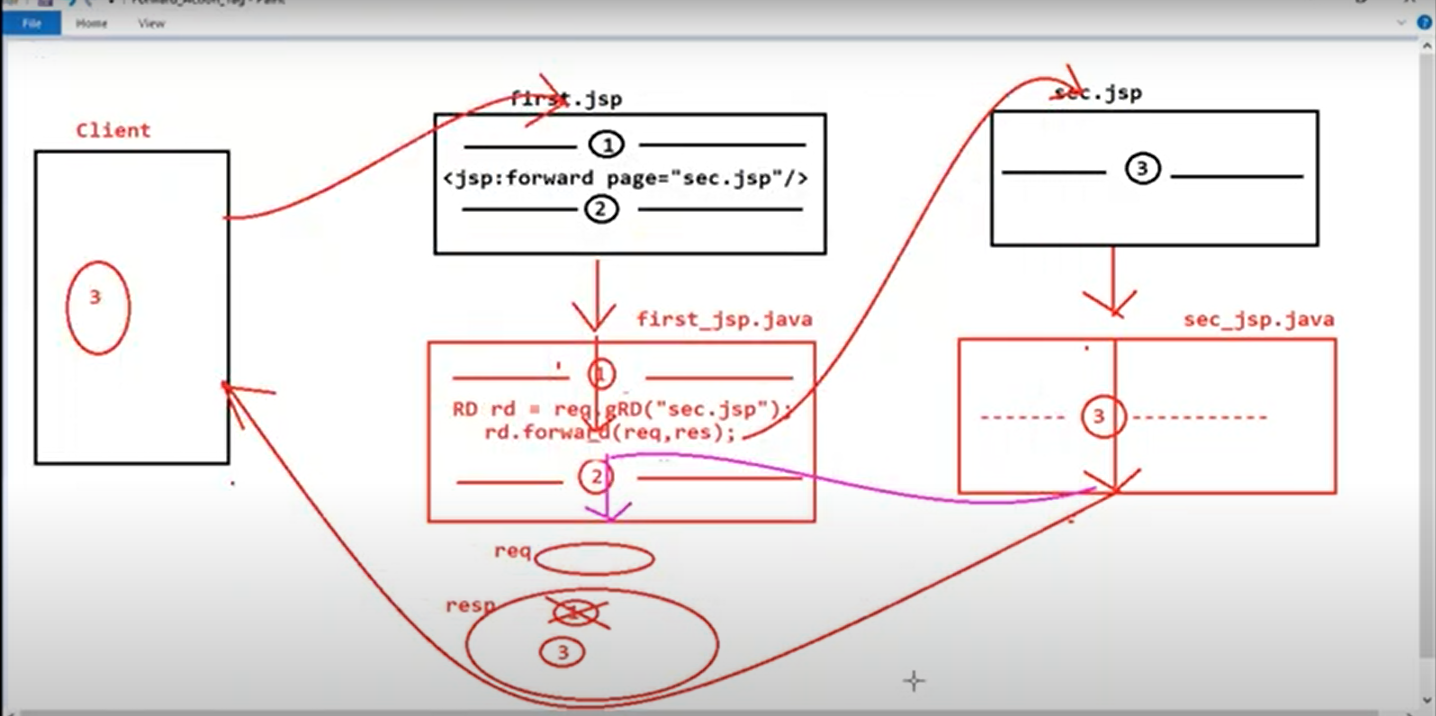 Forward_Action_Tag - Paint
File Home View
Client
first.jsp
1
<jsp:forward page="sec.jsp"/>
2
sec.jsp
3
3
first_jsp.java
1
RD rd = req.gRD("sec.jsp");
rd.forward(req,res);
2
sec_jsp.java
3
req
resp
1
3